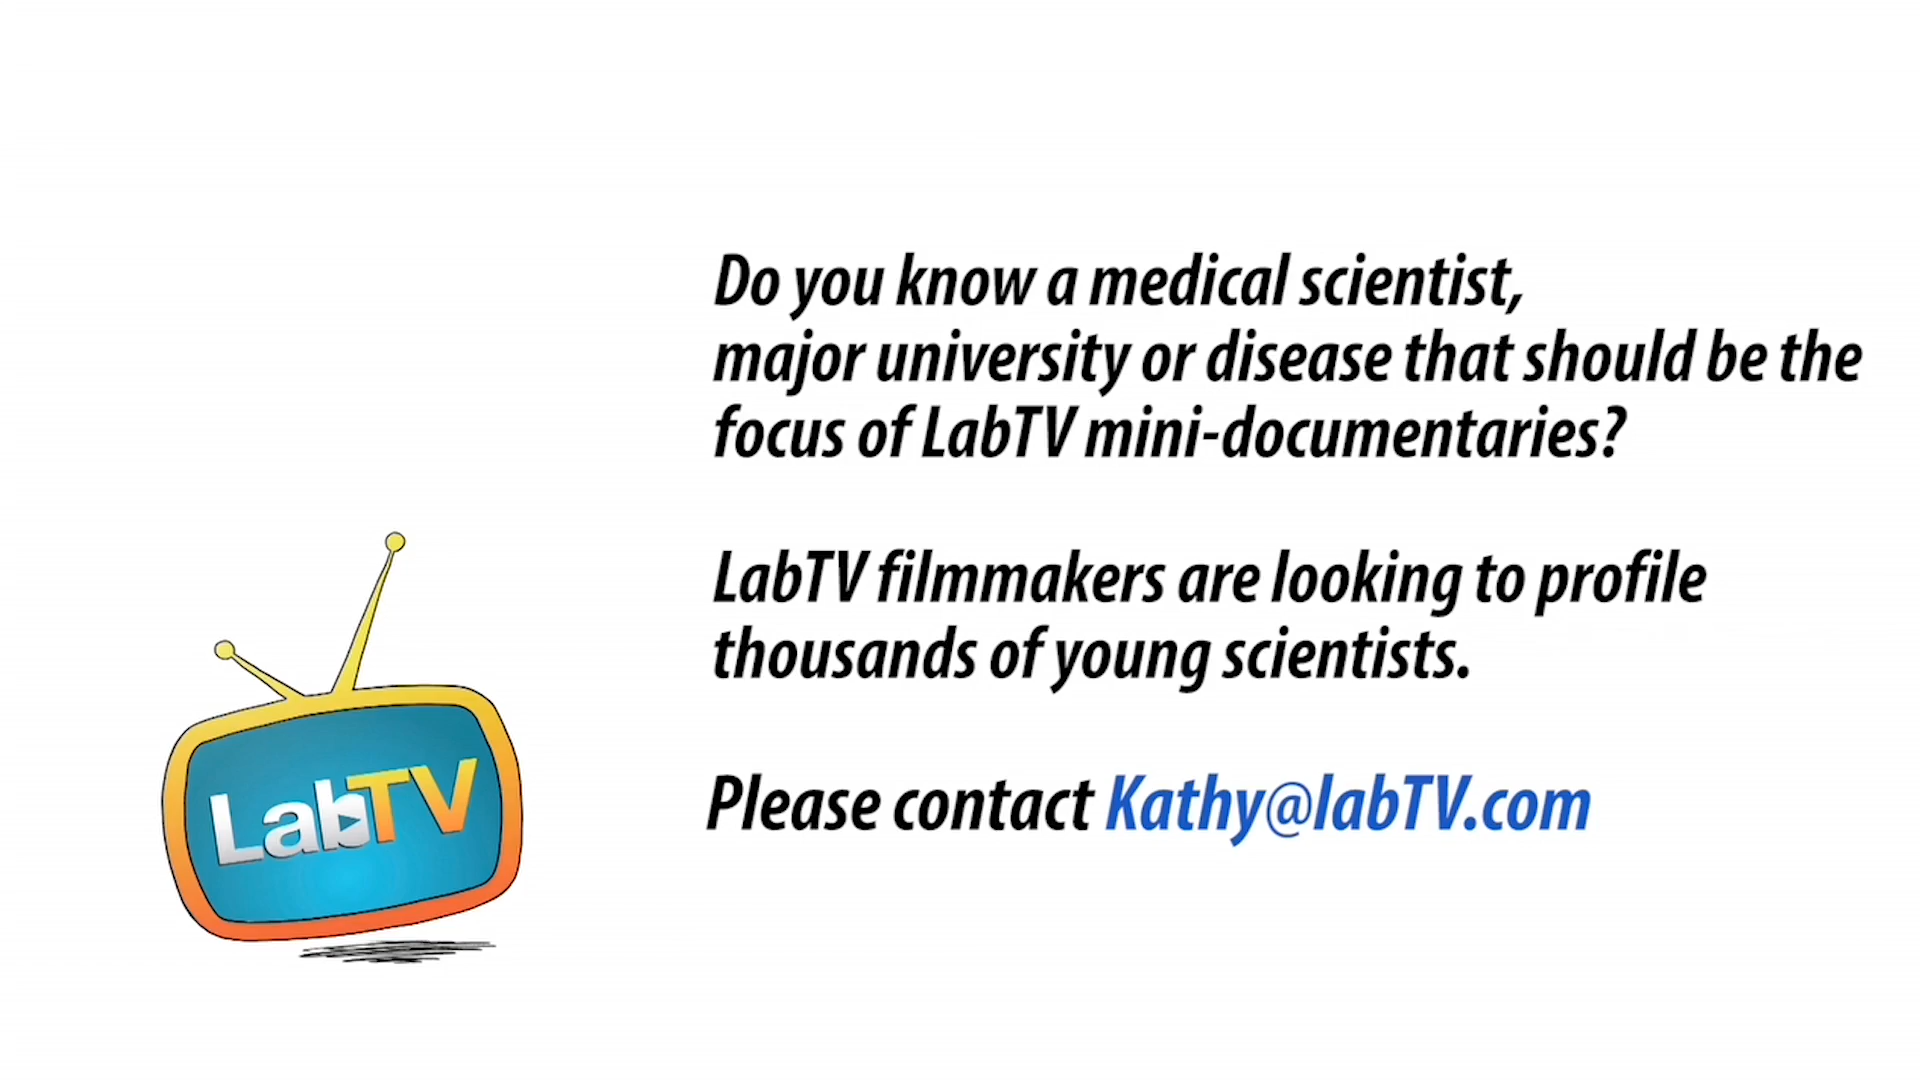 Do you know a medical scientist,
major university or disease that should be the
focus of LabTV mini-documentaries?
LabTV filmmakers are looking to profile
thousands of young scientists.
Please contact Kathy@labTV.com
LabTV